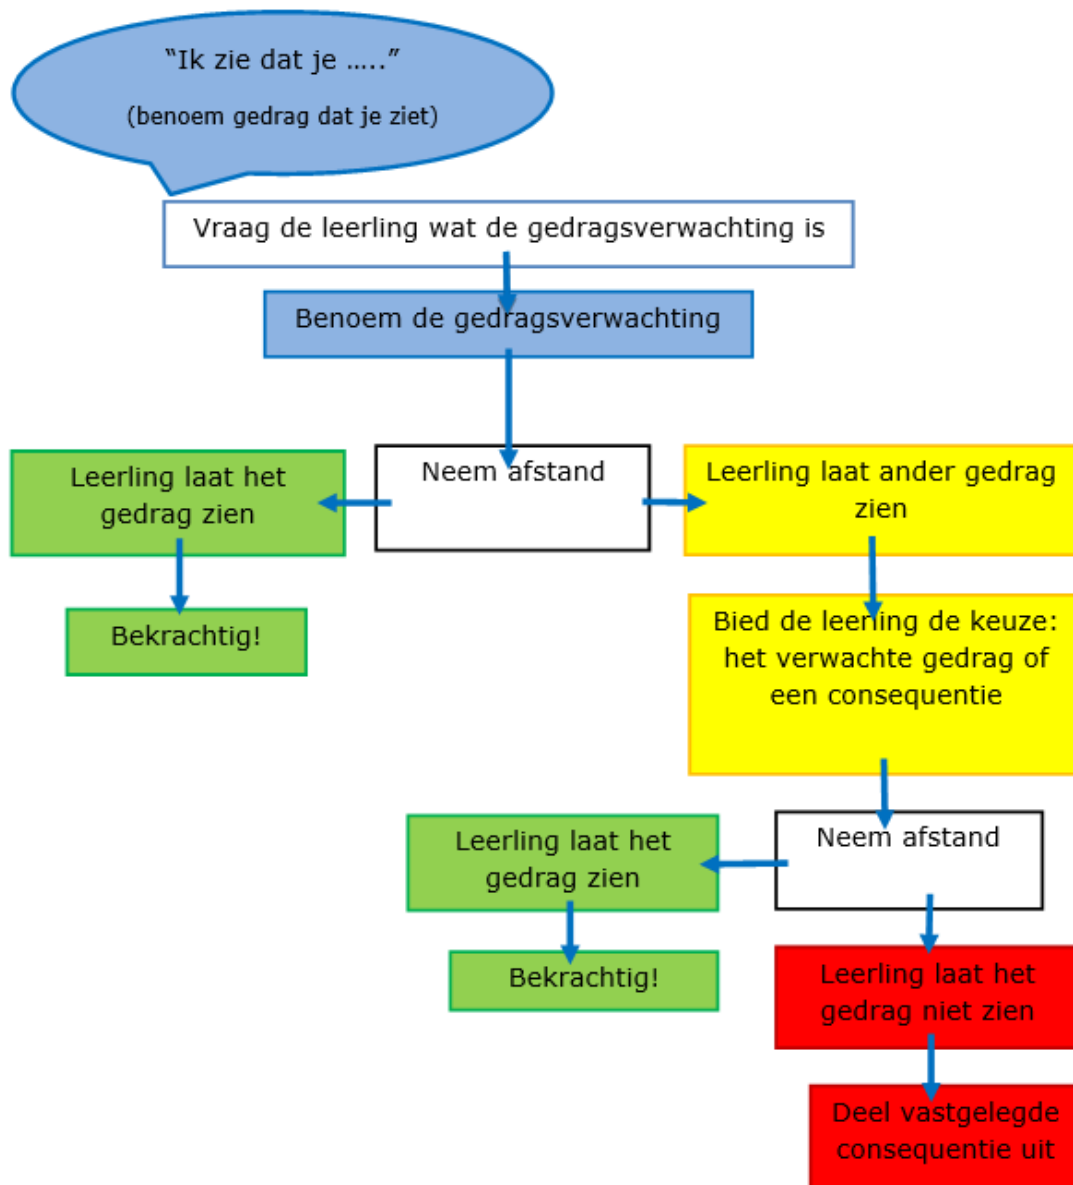 “Ik zie dat je …..”
(benoem gedrag dat je ziet)
Vraag de leerling wat de gedragsverwachting is
Benoem de gedragsverwachting
Leerling laat het
gedrag zien
Neem afstand
Leerling laat ander gedrag
zien
Bekrachtig!
Bied de leerling de keuze:
het verwachte gedrag of
een consequentie
Leerling laat het
gedrag zien
Neem afstand
Bekrachtig!
Leerling laat het
gedrag niet zien
Deel vastgelegde
consequentie uit